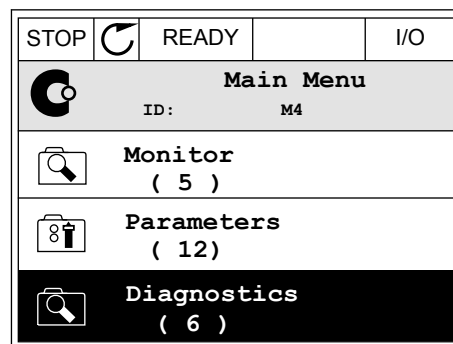 STOP READY I/O
Main Menu
ID: M4
Monitor
( 5 )
Parameters
( 12)
Diagnostics
( 6 )